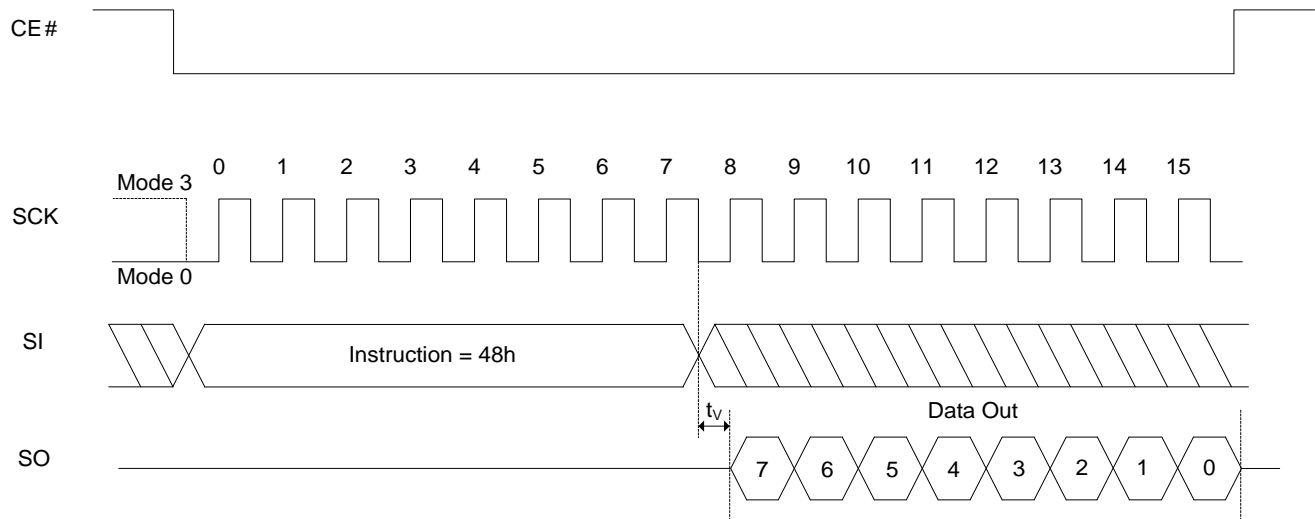 CE#
0 1 2 3 4 5 6 7 8 9 10 11 12 13 14 15
Mode 3
SCK
Mode 0
SI
Instruction = 48h
tV
Data Out
SO
7 6 5 4 3 2 1 0